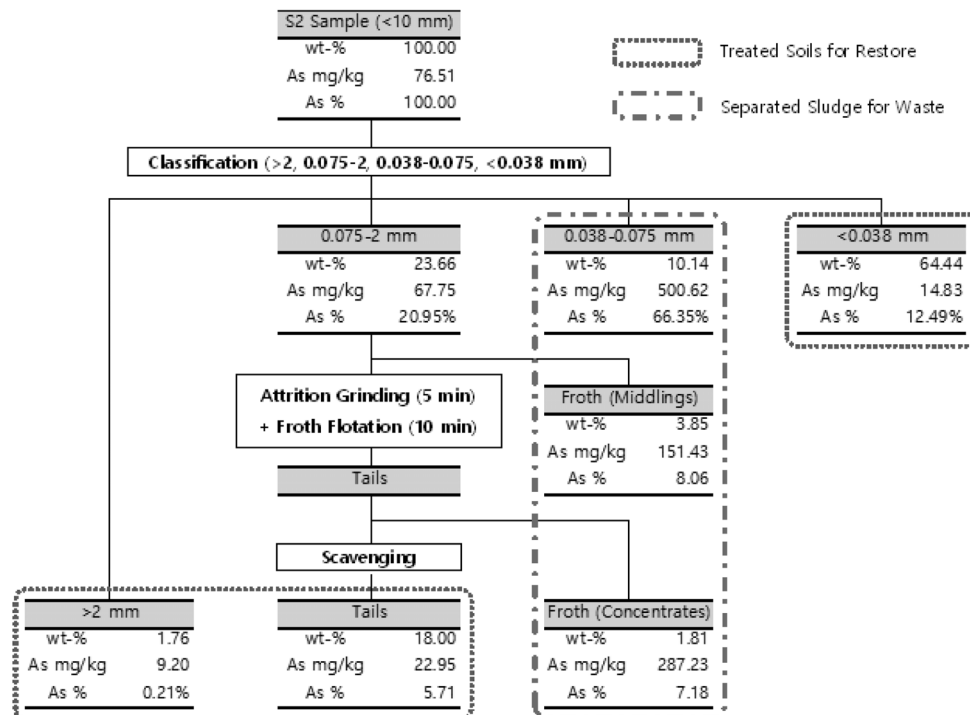 S2 Sample (<10 mm)
wt-% 100.00
As mg/kg 76.51
As % 100.00
Treated Soils for Restore
Separated Sludge for Waste
Classification (>2, 0.075-2, 0.038-0.075, <0.038 mm)
0.075-2 mm
wt-% 23.66
As mg/kg 67.75
As % 20.95%
0.038-0.075 mm
wt-% 10.14
As mg/kg 500.62
As % 66.35%
<0.038 mm
wt-% 64.44
As mg/kg 14.83
As % 12.49%
Attrition Grinding (5 min)
+ Froth Flotation (10 min)
Froth (Middlings)
wt-% 3.85
As mg/kg 151.43
As % 8.06
Tails
Scavenging
>2 mm
wt-% 1.76
As mg/kg 9.20
As % 0.21%
Tails
wt-% 18.00
As mg/kg 22.95
As % 5.71
Froth (Concentrates)
wt-% 1.81
As mg/kg 287.23
As % 7.18